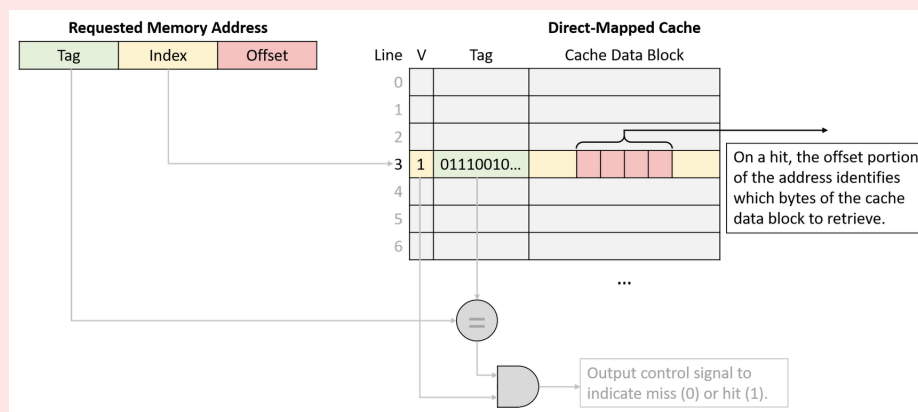 Requested Memory Address
Direct-Mapped Cache
Tag Index Offset
Line V Tag Cache Data Block
0
1
2
3 1 01110010...
4
5
6
...
On a hit, the offset portion
of the address identifies
which bytes of the cache
data block to retrieve.
=
Output control signal to
indicate miss (0) or hit (1).